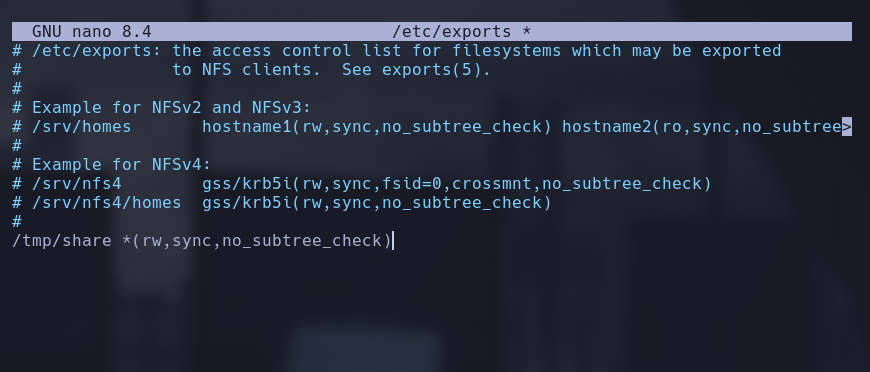 GNU nano 8.4                        /etc/exports *
# /etc/exports: the access control list for filesystems which may be exported
#               to NFS clients.  See exports(5).
#
# Example for NFSv2 and NFSv3:
# /srv/homes       hostname1(rw,sync,no_subtree_check) hostname2(ro,sync,no_subtree>
#
# Example for NFSv4:
# /srv/nfs4        gss/krb5i(rw,sync,fsid=0,crossmnt,no_subtree_check)
# /srv/nfs4/homes  gss/krb5i(rw,sync,no_subtree_check)
#
/tmp/share *(rw,sync,no_subtree_check)